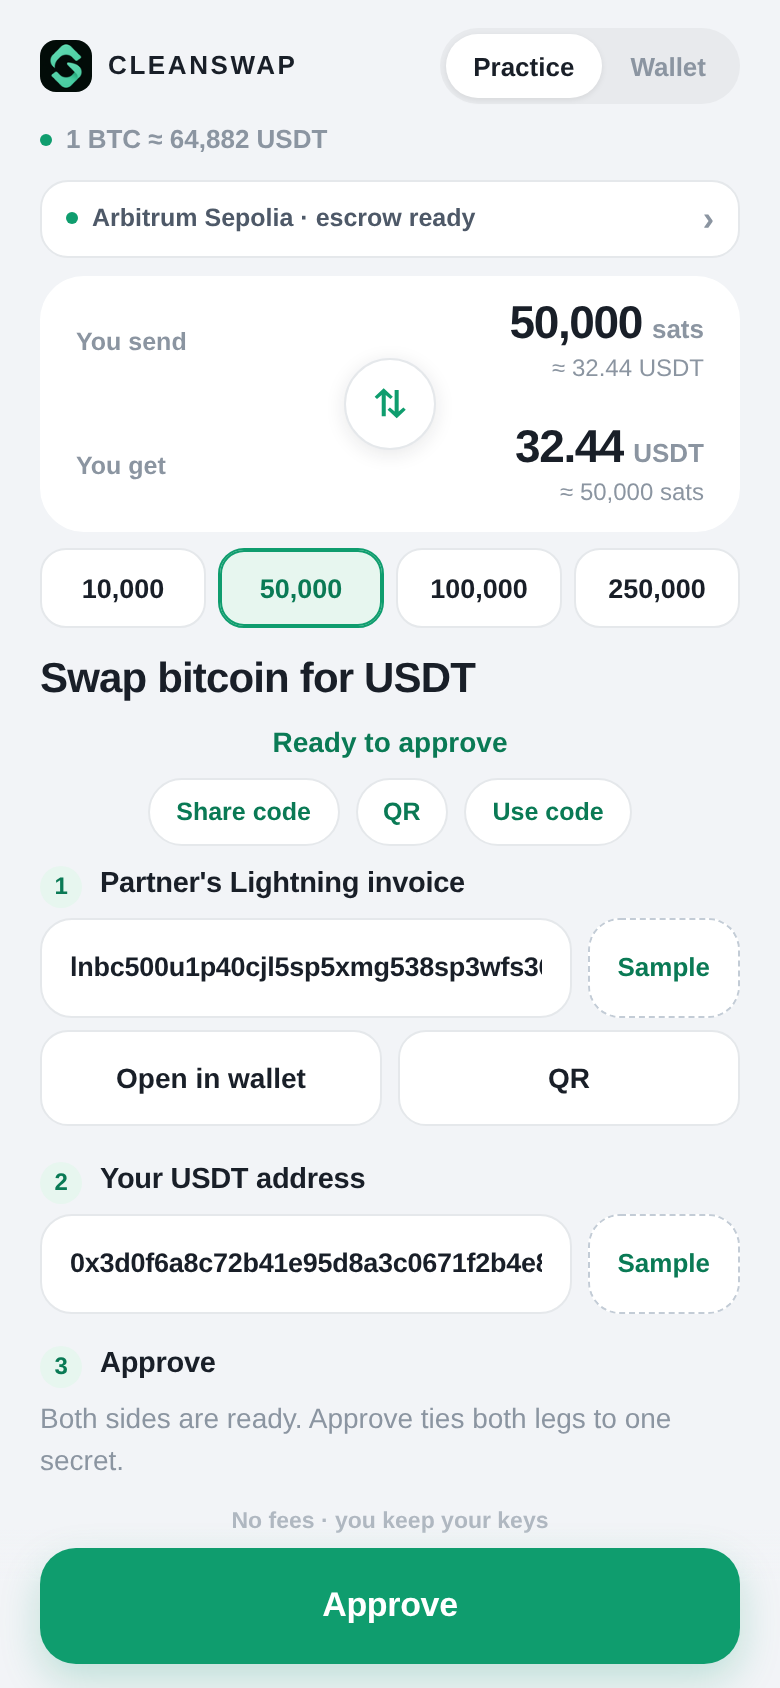 CLEANSWAP
Practice
Wallet
1 BTC ≈ 64,882 USDT
Arbitrum Sepolia · escrow ready
You send
50,000 sats
≈ 32.44 USDT
You get
32.44 USDT
≈ 50,000 sats
10,000
50,000
100,000
250,000
Swap bitcoin for USDT
Ready to approve
Share code
QR
Use code
1 Partner's Lightning invoice
lnbc500u1p40cjl5sp5xmg538sp3wfs3
Sample
Open in wallet
QR
2 Your USDT address
0x3d0f6a8c72b41e95d8a3c0671f2b4e8
Sample
3 Approve
Both sides are ready. Approve ties both legs to one
secret.
No fees · you keep your keys
Approve